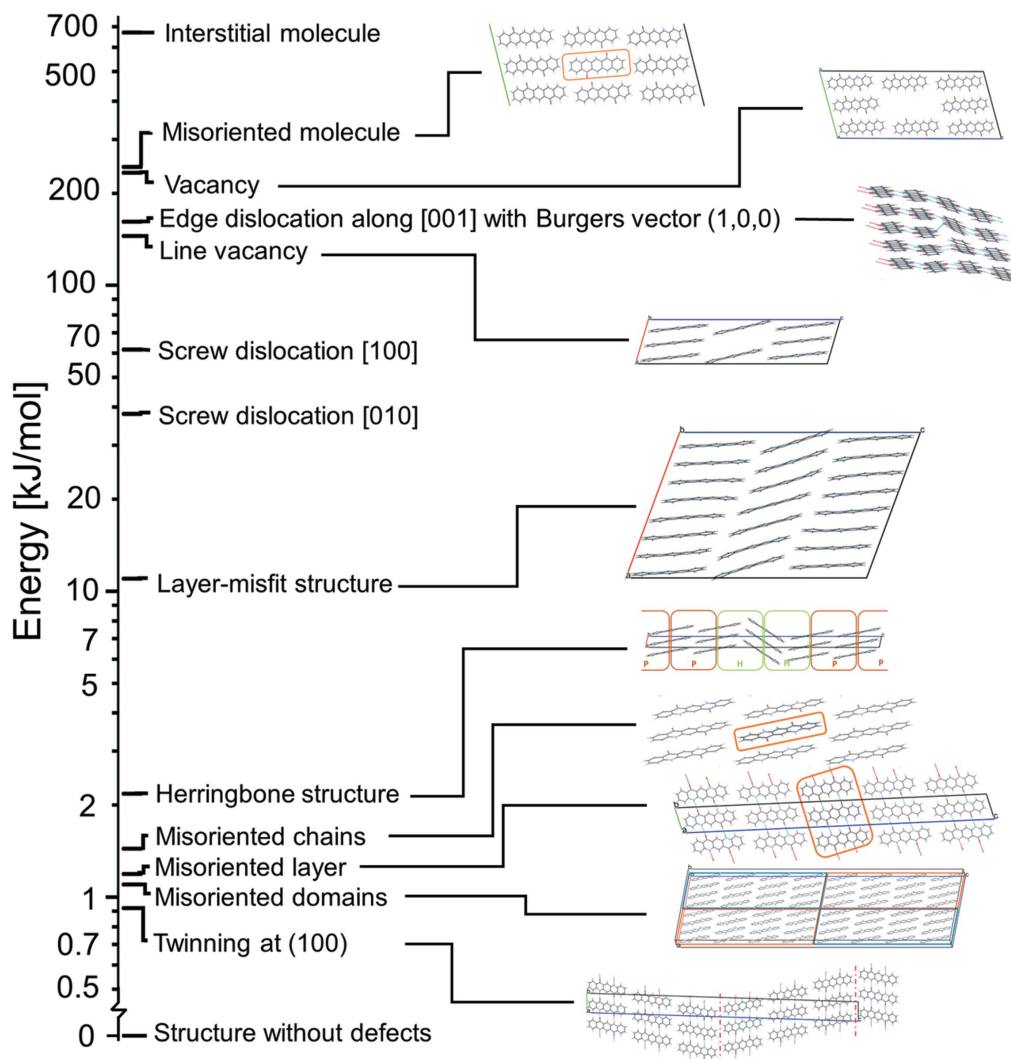 Energy [kJ/mol]
700
500
200
100
70
50
20
10
7
5
2
1
0.7
0.5
0
Interstitial molecule
Misoriented molecule
Vacancy
Edge dislocation along [001] with Burgers vector (1,0,0)
Line vacancy
Screw dislocation [100]
Screw dislocation [010]
Layer-misfit structure
b
c
a
P P H H P P
Herringbone structure
Misoriented chains
Misoriented layer
Misoriented domains
Twinning at (100)
Structure without defects